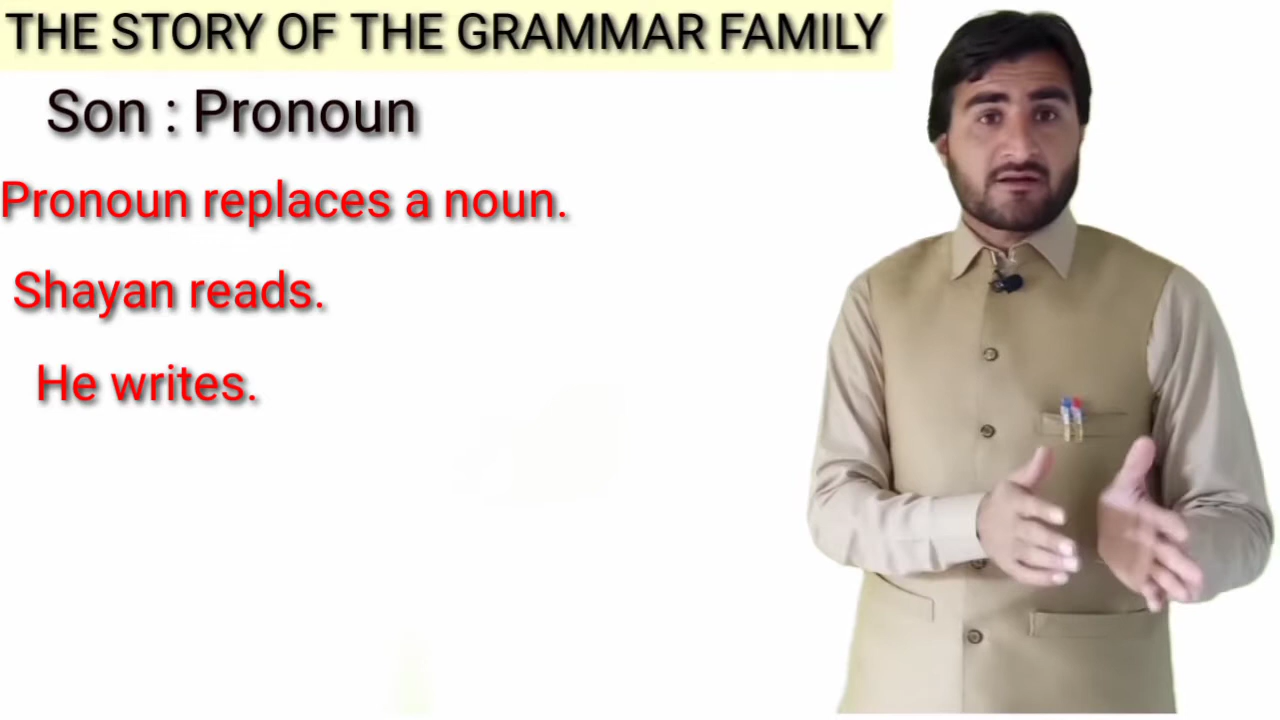 THE STORY OF THE GRAMMAR FAMILY
Son : Pronoun
Pronoun replaces a noun.
Shayan reads.
He writes.